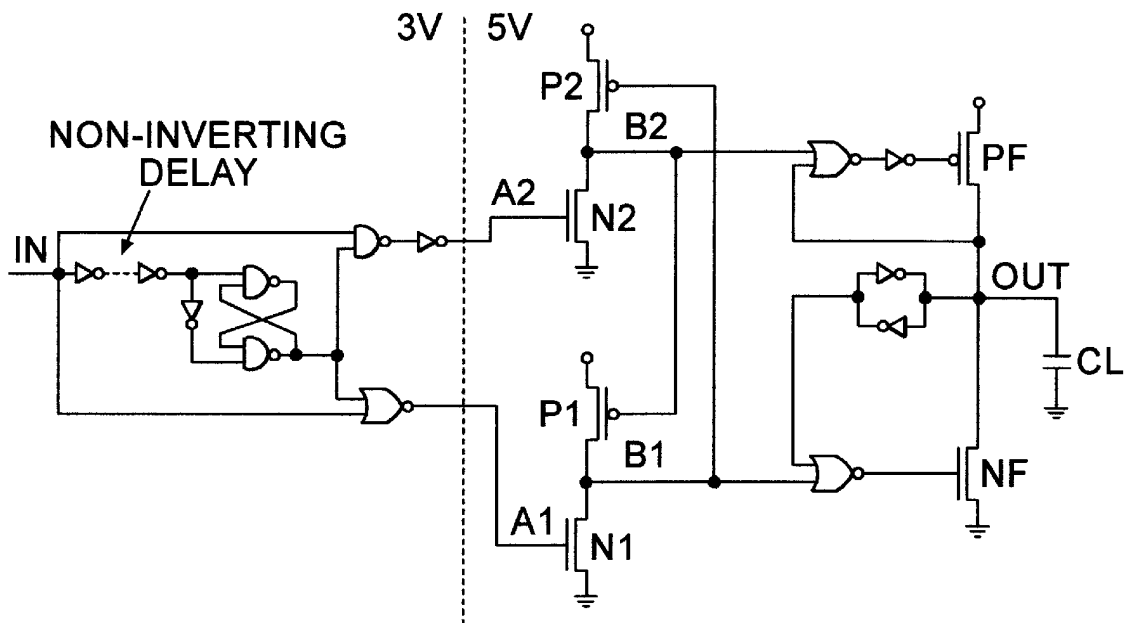 3V 5V
P2
NON-INVERTING
DELAY
B2
PF
A2
N2
IN
OUT
CL
P1
B1
NF
A1
N1